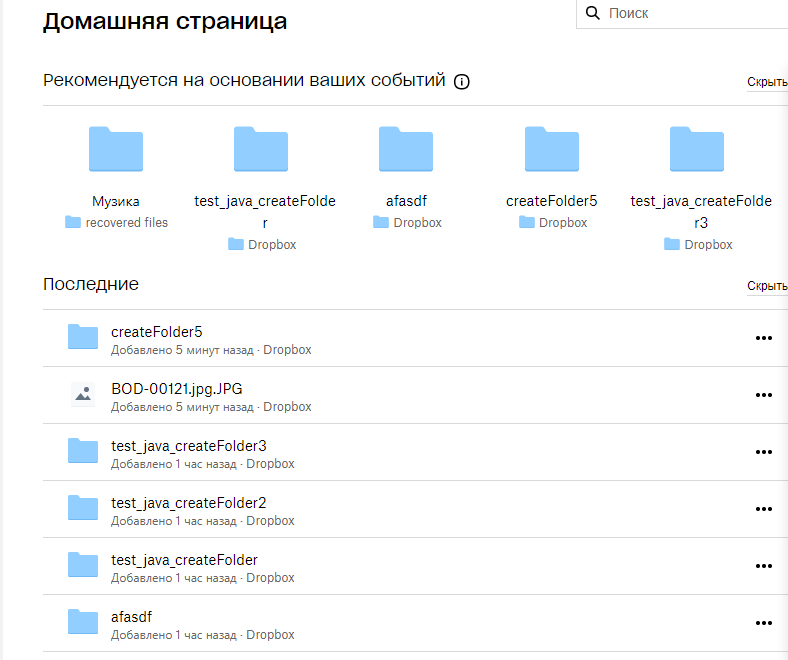 Домашняя страница
Поиск
Рекомендуется на основании ваших событий
Скрыть
Музика
recovered files
test_java_createFolde
r
Dropbox
afasdf
Dropbox
createFolder5
Dropbox
test_java_createFolde
r3
Dropbox
Последние
Скрыть
createFolder5
Добавлено 5 минут назад · Dropbox
BOD-00121.jpg.JPG
Добавлено 5 минут назад · Dropbox
test_java_createFolder3
Добавлено 1 час назад · Dropbox
test_java_createFolder2
Добавлено 1 час назад · Dropbox
test_java_createFolder
Добавлено 1 час назад · Dropbox
afasdf
Добавлено 1 час назад · Dropbox